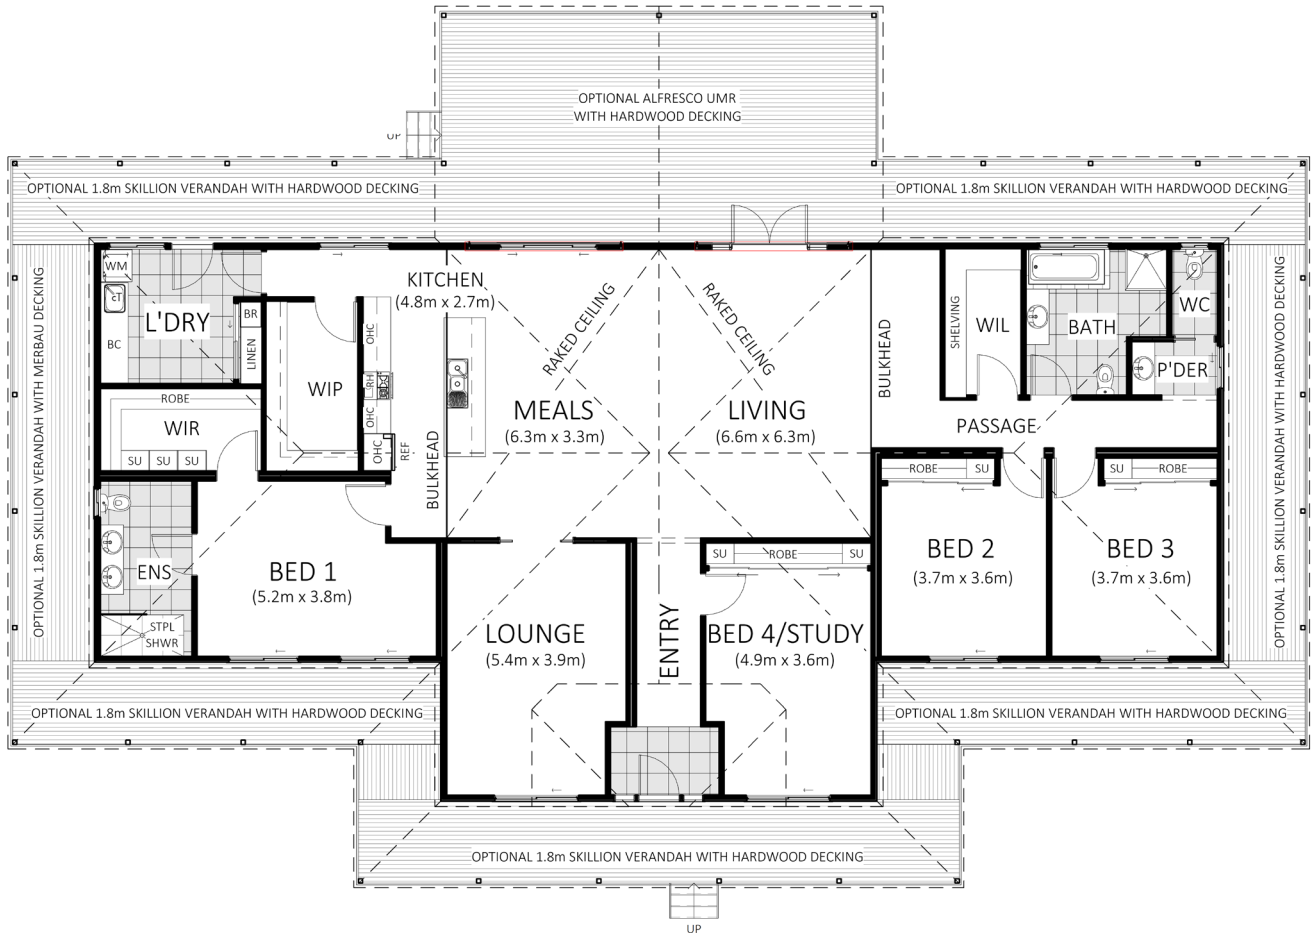 OPTIONAL ALFRESCO UMR
WITH HARDWOOD DECKING
UP
OPTIONAL 1.8m SKILLION VERANDAH WITH HARDWOOD DECKING
OPTIONAL 1.8m SKILLION VERANDAH WITH HARDWOOD DECKING
OPTIONAL 1.8m SKILLION VERANDAH WITH MERBAU DECKING
WM
CT
L'DRY
BC
BR
LINEN
WIP
KITCHEN
(4.8m x 2.7m)
OHC
RH
OHC
OHC
REF
BULKHEAD
RAKED CEILING
RAKED CEILING
MEALS
(6.3m x 3.3m)
LIVING
(6.6m x 6.3m)
BULKHEAD
SHELVING
WIL
BATH
WC
P'DER
PASSAGE
OPTIONAL 1.8m SKILLION VERANDAH WITH HARDWOOD DECKING
ROBE
WIR
SU
SU
SU
ENS
STPL
SHWR
BED 1
(5.2m x 3.8m)
LOUNGE
(5.4m x 3.9m)
ENTRY
SU
ROBE
SU
BED 4/STUDY
(4.9m x 3.6m)
ROBE
SU
BED 2
(3.7m x 3.6m)
SU
ROBE
BED 3
(3.7m x 3.6m)
OPTIONAL 1.8m SKILLION VERANDAH WITH HARDWOOD DECKING
OPTIONAL 1.8m SKILLION VERANDAH WITH HARDWOOD DECKING
OPTIONAL 1.8m SKILLION VERANDAH WITH HARDWOOD DECKING
UP